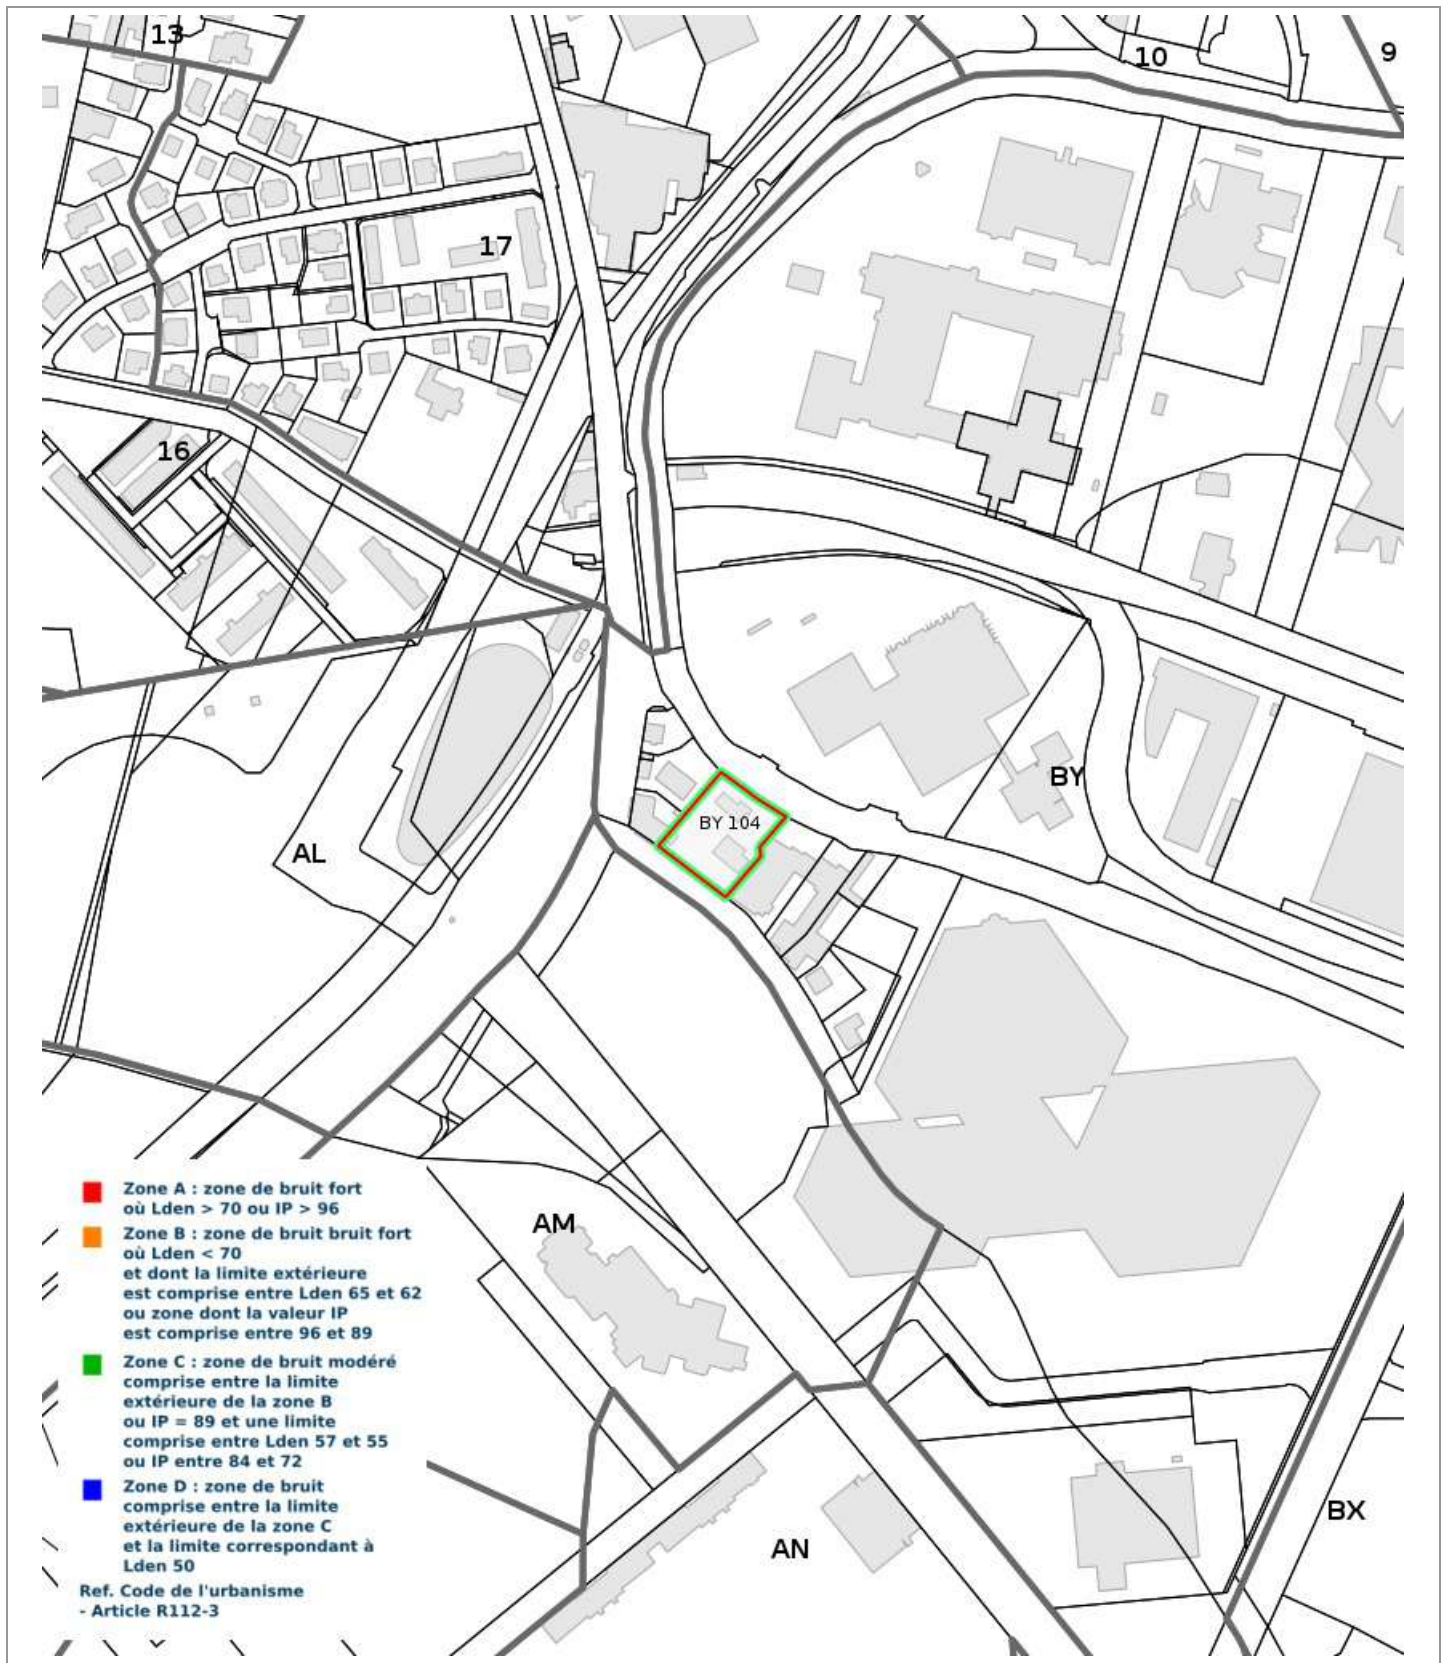 13
10
9
17
16
BY
BY 104
AL
Zone A : zone de bruit fort
où Lden > 70 ou IP > 96
Zone B : zone de bruit bruit fort
où Lden < 70
et dont la limite extérieure
est comprise entre Lden 65 et 62
ou zone dont la valeur IP
est comprise entre 96 et 89
Zone C : zone de bruit modéré
comprise entre la limite
extérieure de la zone B
ou IP = 89 et une limite
comprise entre Lden 57 et 55
ou IP entre 84 et 72
Zone D : zone de bruit
comprise entre la limite
extérieure de la zone C
et la limite correspondant à
Lden 50
Ref. Code de l'urbanisme
- Article R112-3
AM
BX
AN